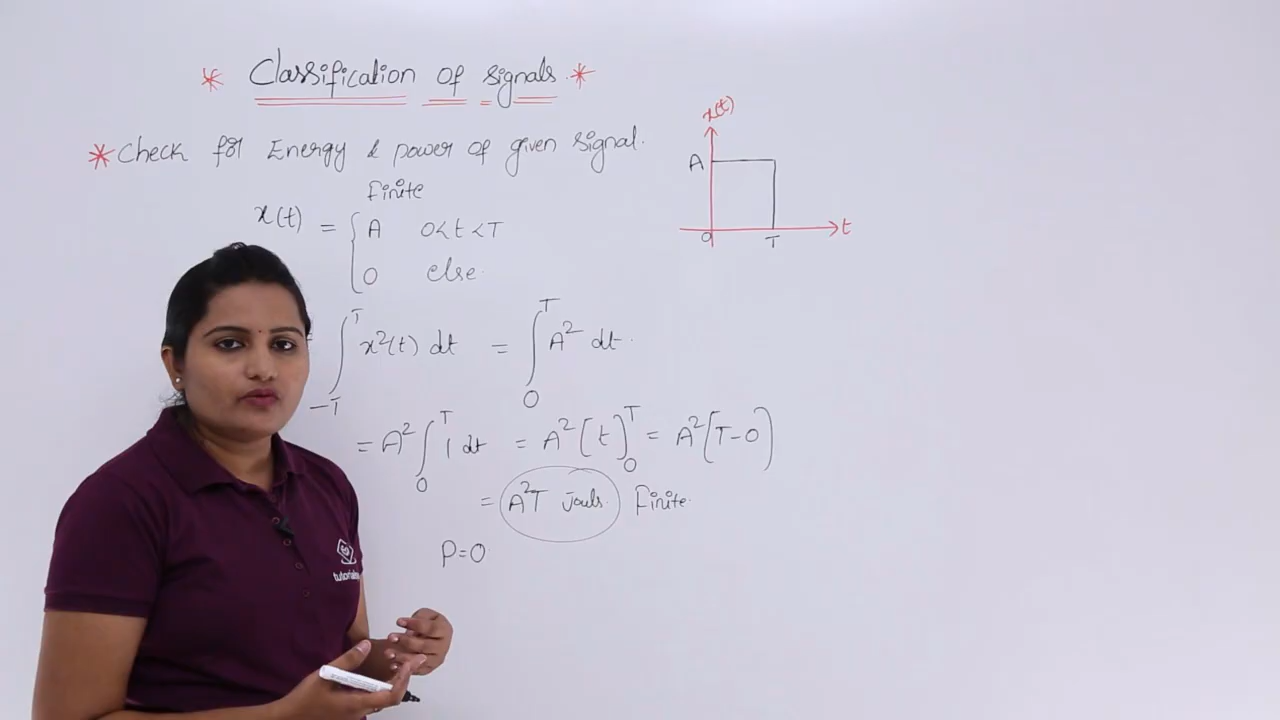 * Classification of signals *
* Check for Energy & power of given signal.
Finite
x(t) = { A 0<t<T
0 else.
= ∫_{-T}^{T} x²(t) dt = ∫_{0}^{T} A² dt.
= A² ∫_{0}^{T} 1 dt = A² [t]_{0}^{T} = A² [T-0]
= A²T Jouls. Finite.
P=0
x(t)
A
0 T t